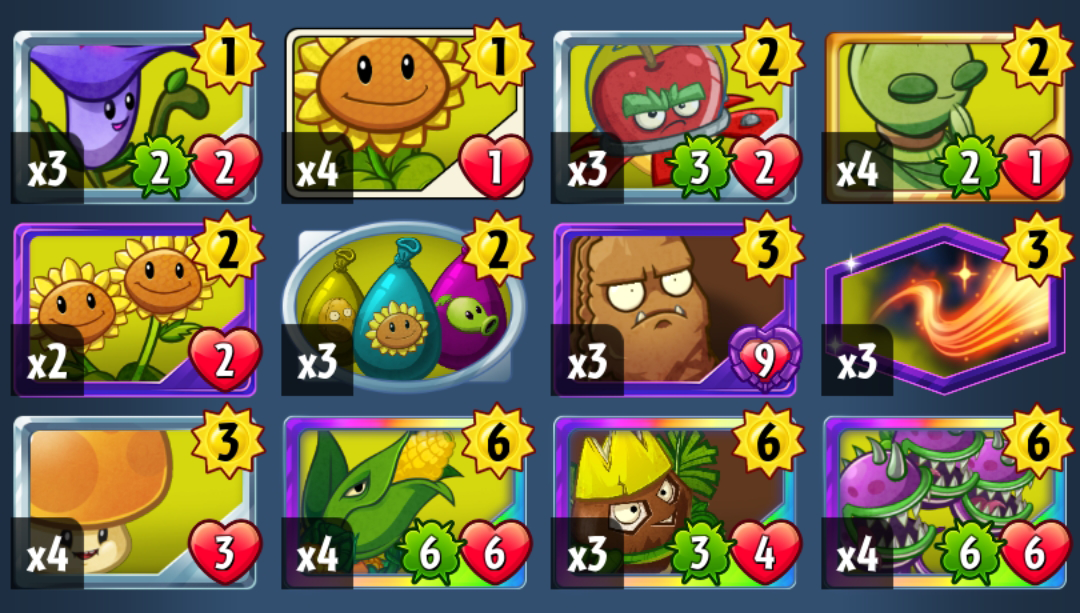 1 1 2 2
x3 2 2 x4 1 x3 3 2 x4 2 1
2 2 3 3
x2 2 x3 x3 9 x3
3 6 6 6
x4 3 x4 6 6 x3 3 4 x4 6 6